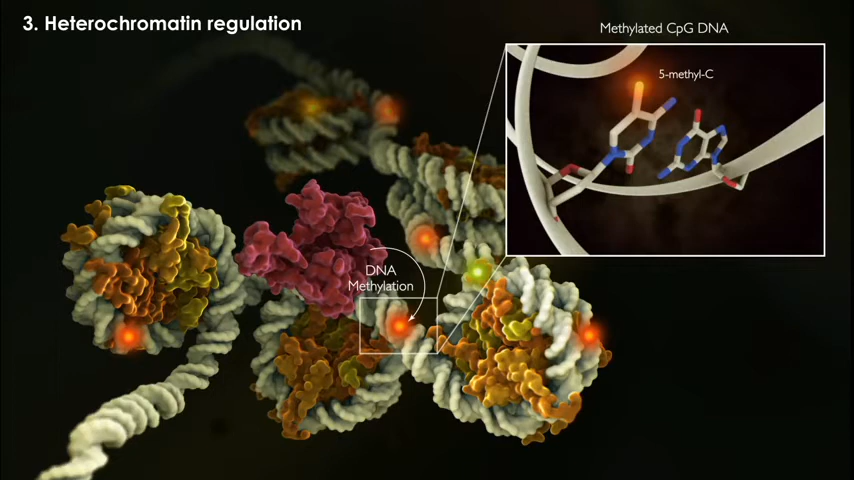 3. Heterochromatin regulation
Methylated CpG DNA
5-methyl-C
DNA
Methylation